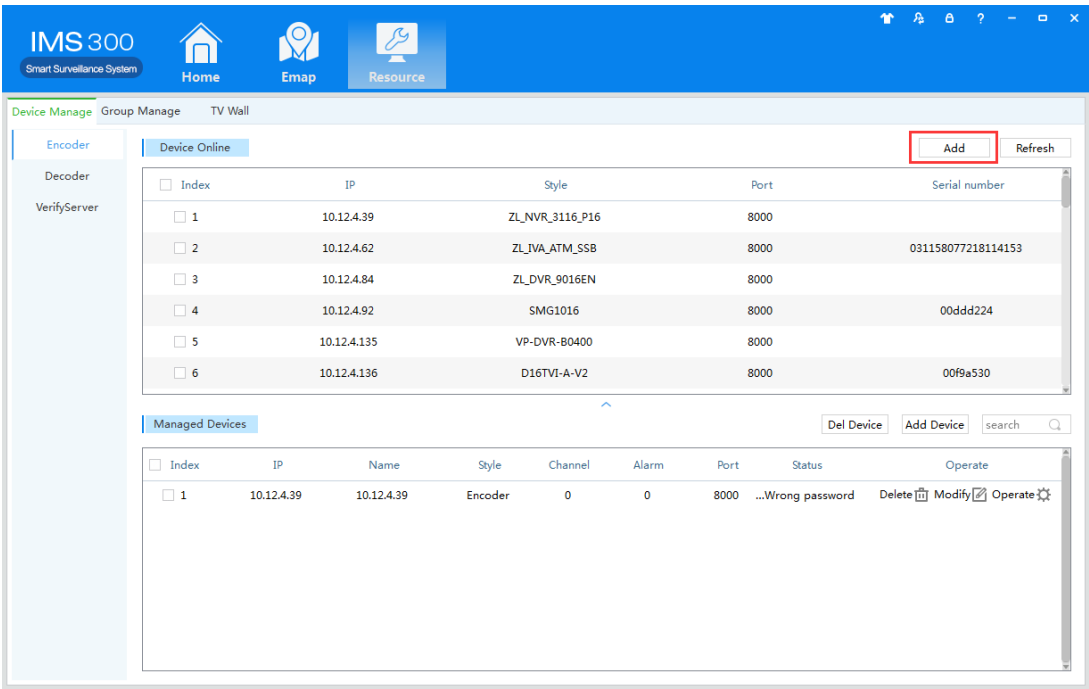 IMS 300
Smart Surveillance System
Home
Emap
Resource
?
Device Manage Group Manage TV Wall
Encoder
Decoder
VerifyServer
Device Online
Add
Refresh
Index IP Style Port Serial number
1 10.12.4.39 ZL_NVR_3116_P16 8000
2 10.12.4.62 ZL_IVA_ATM_SSB 8000 031158077218114153
3 10.12.4.84 ZL_DVR_9016EN 8000
4 10.12.4.92 SMG1016 8000 00ddd224
5 10.12.4.135 VP-DVR-B0400 8000
6 10.12.4.136 D16TVI-A-V2 8000 00f9a530
Managed Devices
Del Device
Add Device
search
Index IP Name Style Channel Alarm Port Status Operate
1 10.12.4.39 10.12.4.39 Encoder 0 0 8000 ...Wrong password Delete Modify Operate